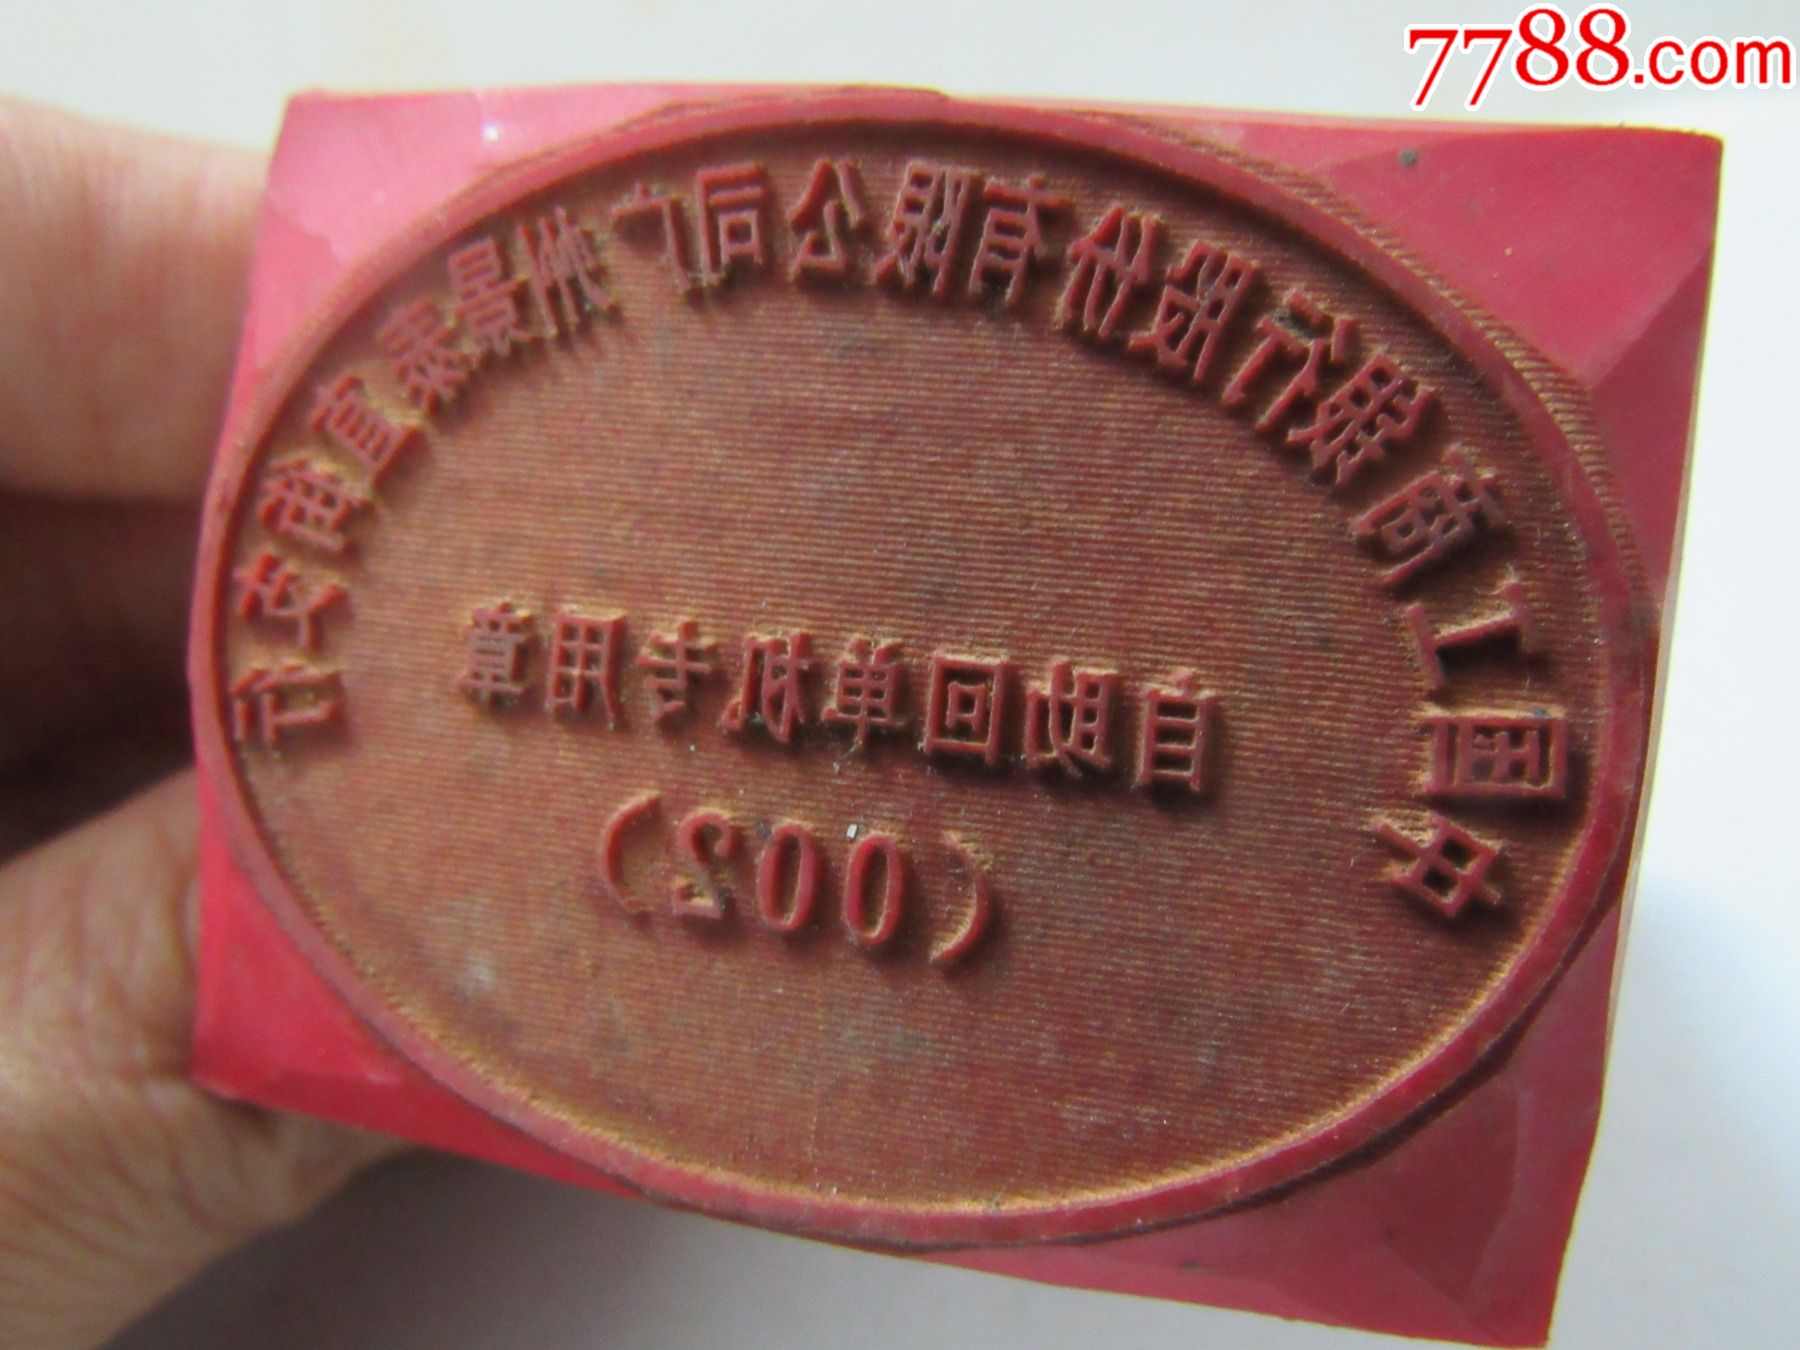 7788.com
中国工商银行股份有限公司广州景泰直街支行
自助回单机专用章
(002)